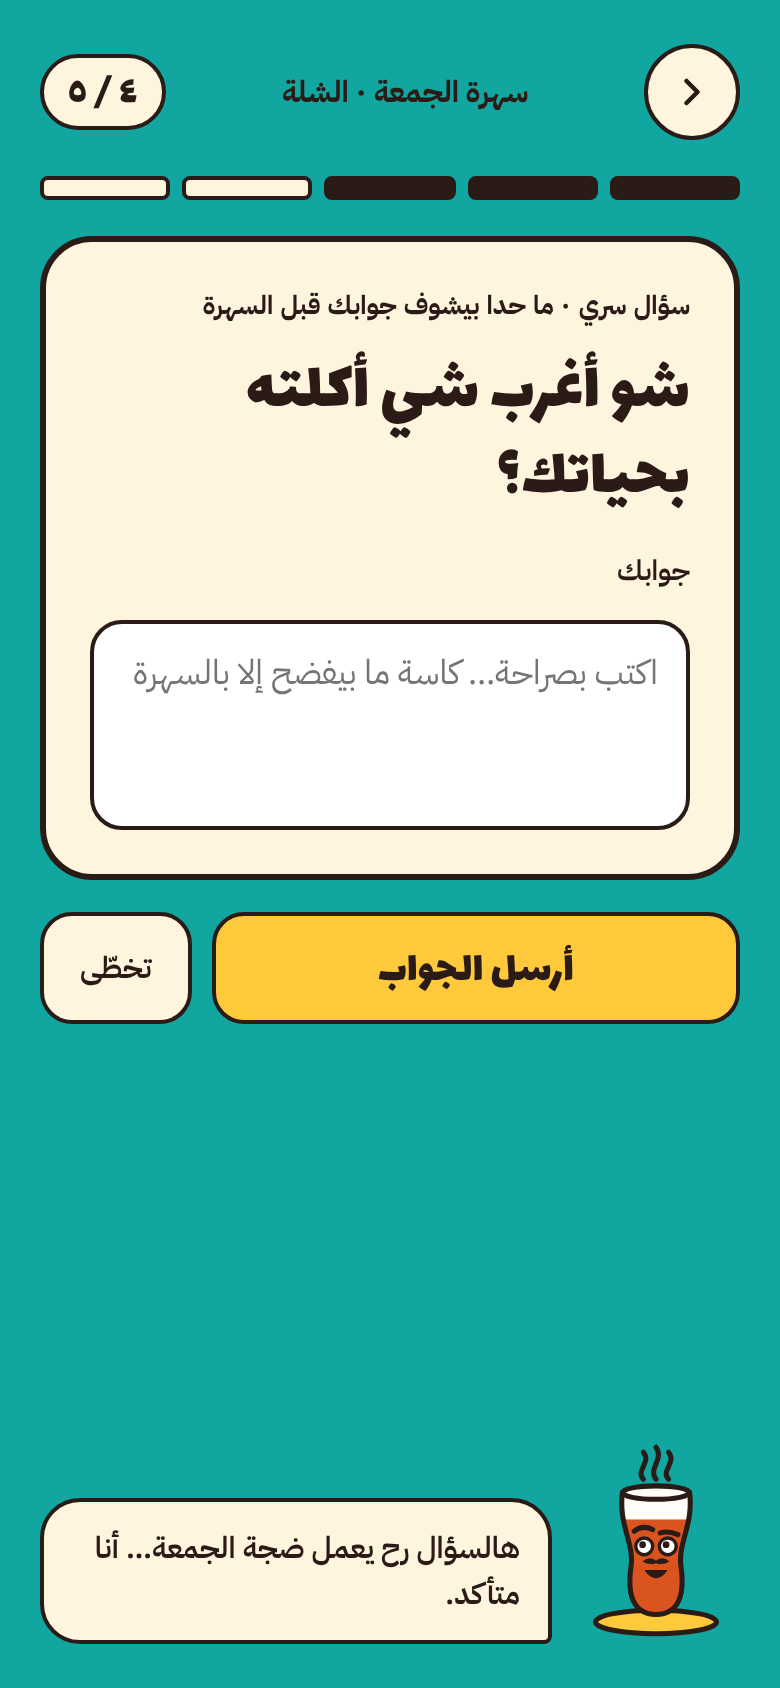 سهرة الجمعة · الشلة
٤ / ٥
سؤال سري · ما حدا بيشوف جوابك قبل السهرة
شو أغرب شي أكلته
بحياتك؟
جوابك
اكتب بصراحة... كاسة ما بيفضح إلا بالسهرة
أرسل الجواب
تخطّى
هالسؤال رح يعمل ضجة الجمعة... أنا
متأكد.